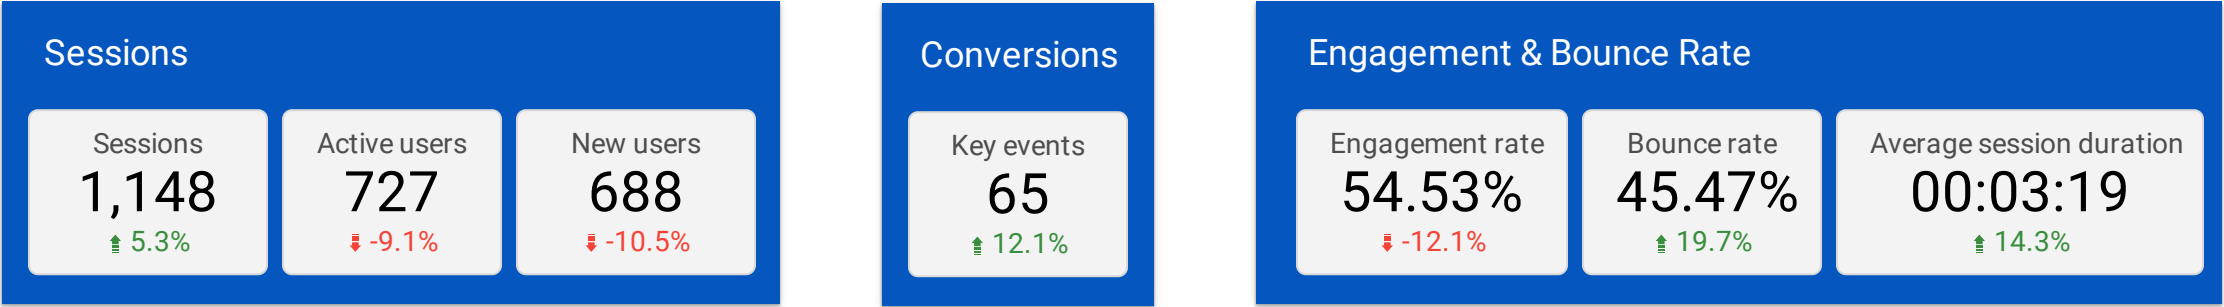 Sessions
Sessions
1,148
5.3%
Active users
727
-9.1%
New users
688
-10.5%
Conversions
Key events
65
12.1%
Engagement & Bounce Rate
Engagement rate
54.53%
-12.1%
Bounce rate
45.47%
19.7%
Average session duration
00:03:19
14.3%